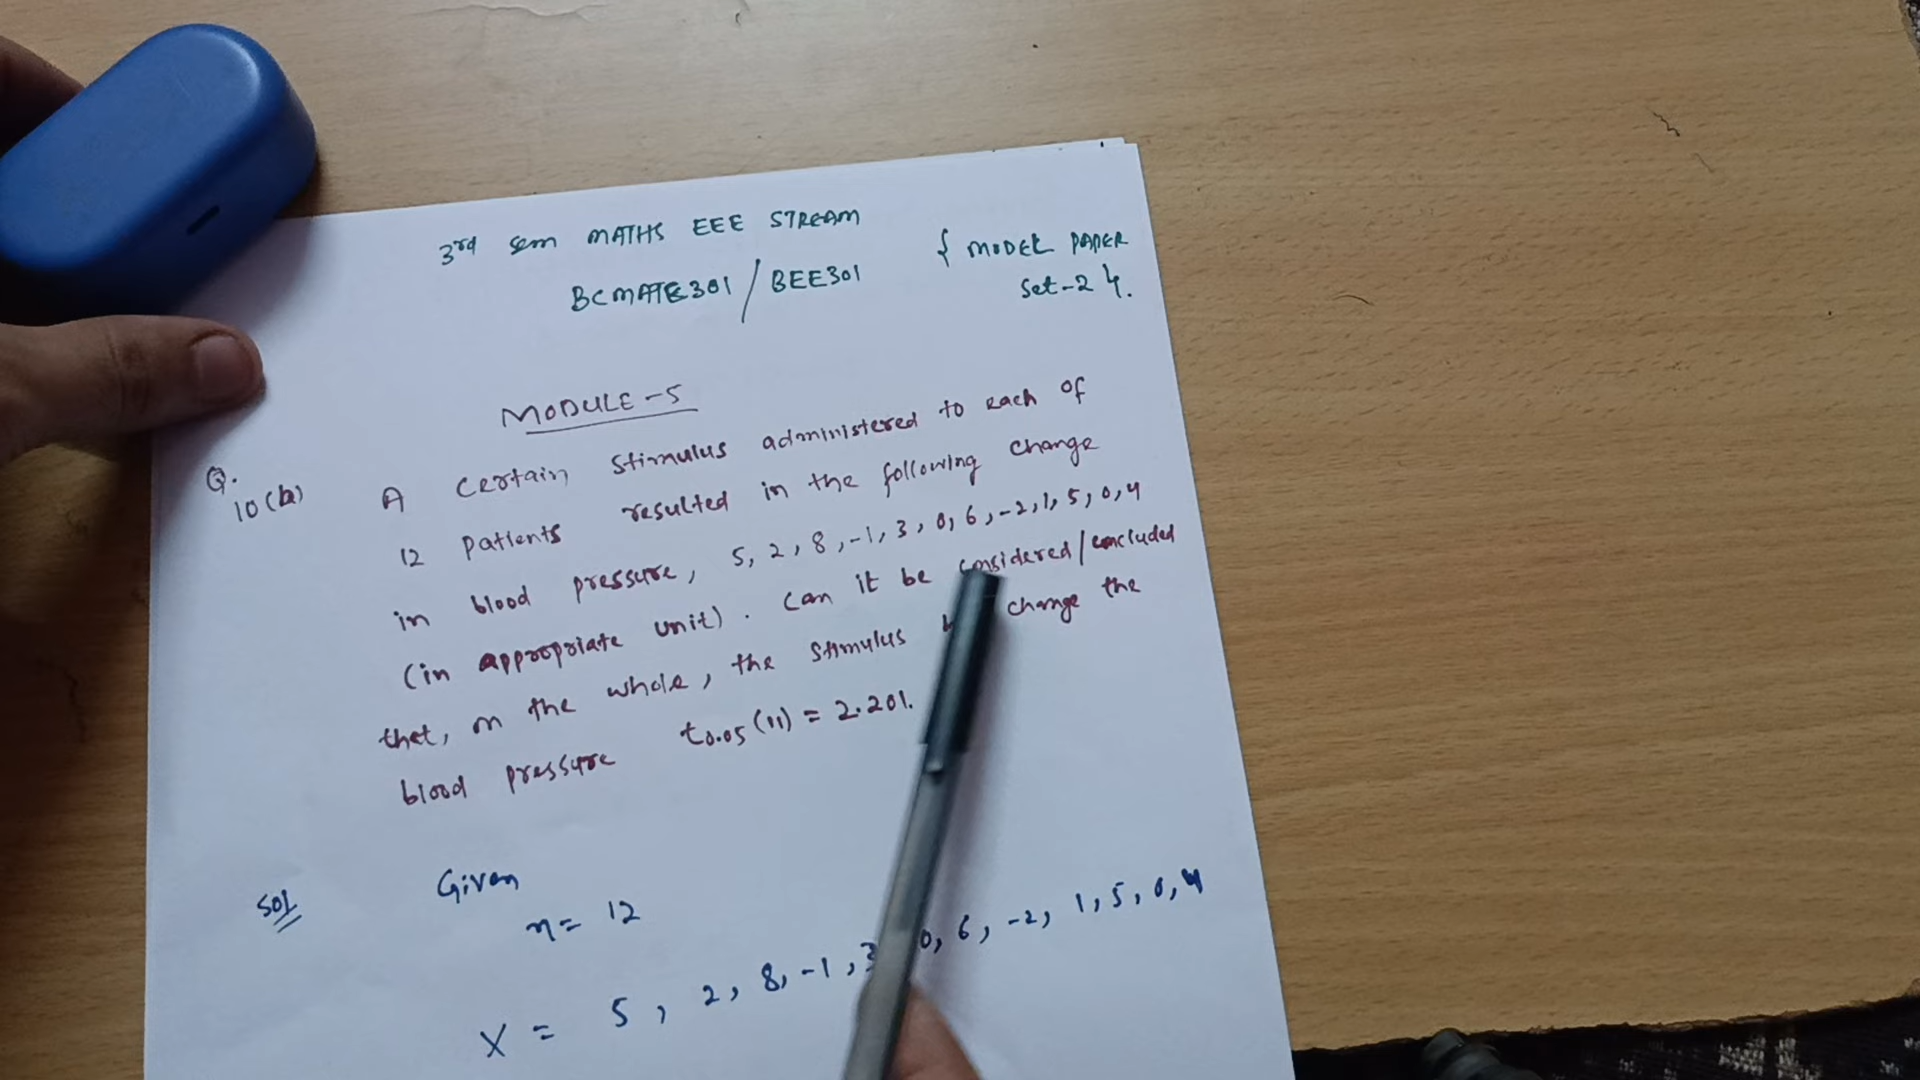 3rd Sem MATHS EEE STREAM
BCMATE301 / BEE301
{ MODEL PAPER
Set-2 }.
MODULE-5
Q.
10(b) A certain stimulus administered to each of
12 patients resulted in the following change
in blood pressure, 5, 2, 8, -1, 3, 0, 6, -2, 1, 5, 0, 4
(in appropriate unit). Can it be considered/concluded
that, on the whole, the stimulus change the
blood pressure t0.05 (11) = 2.201.
Sol Given
n = 12
X = 5, 2, 8, -1, 3 0, 6, -2, 1, 5, 0, 4